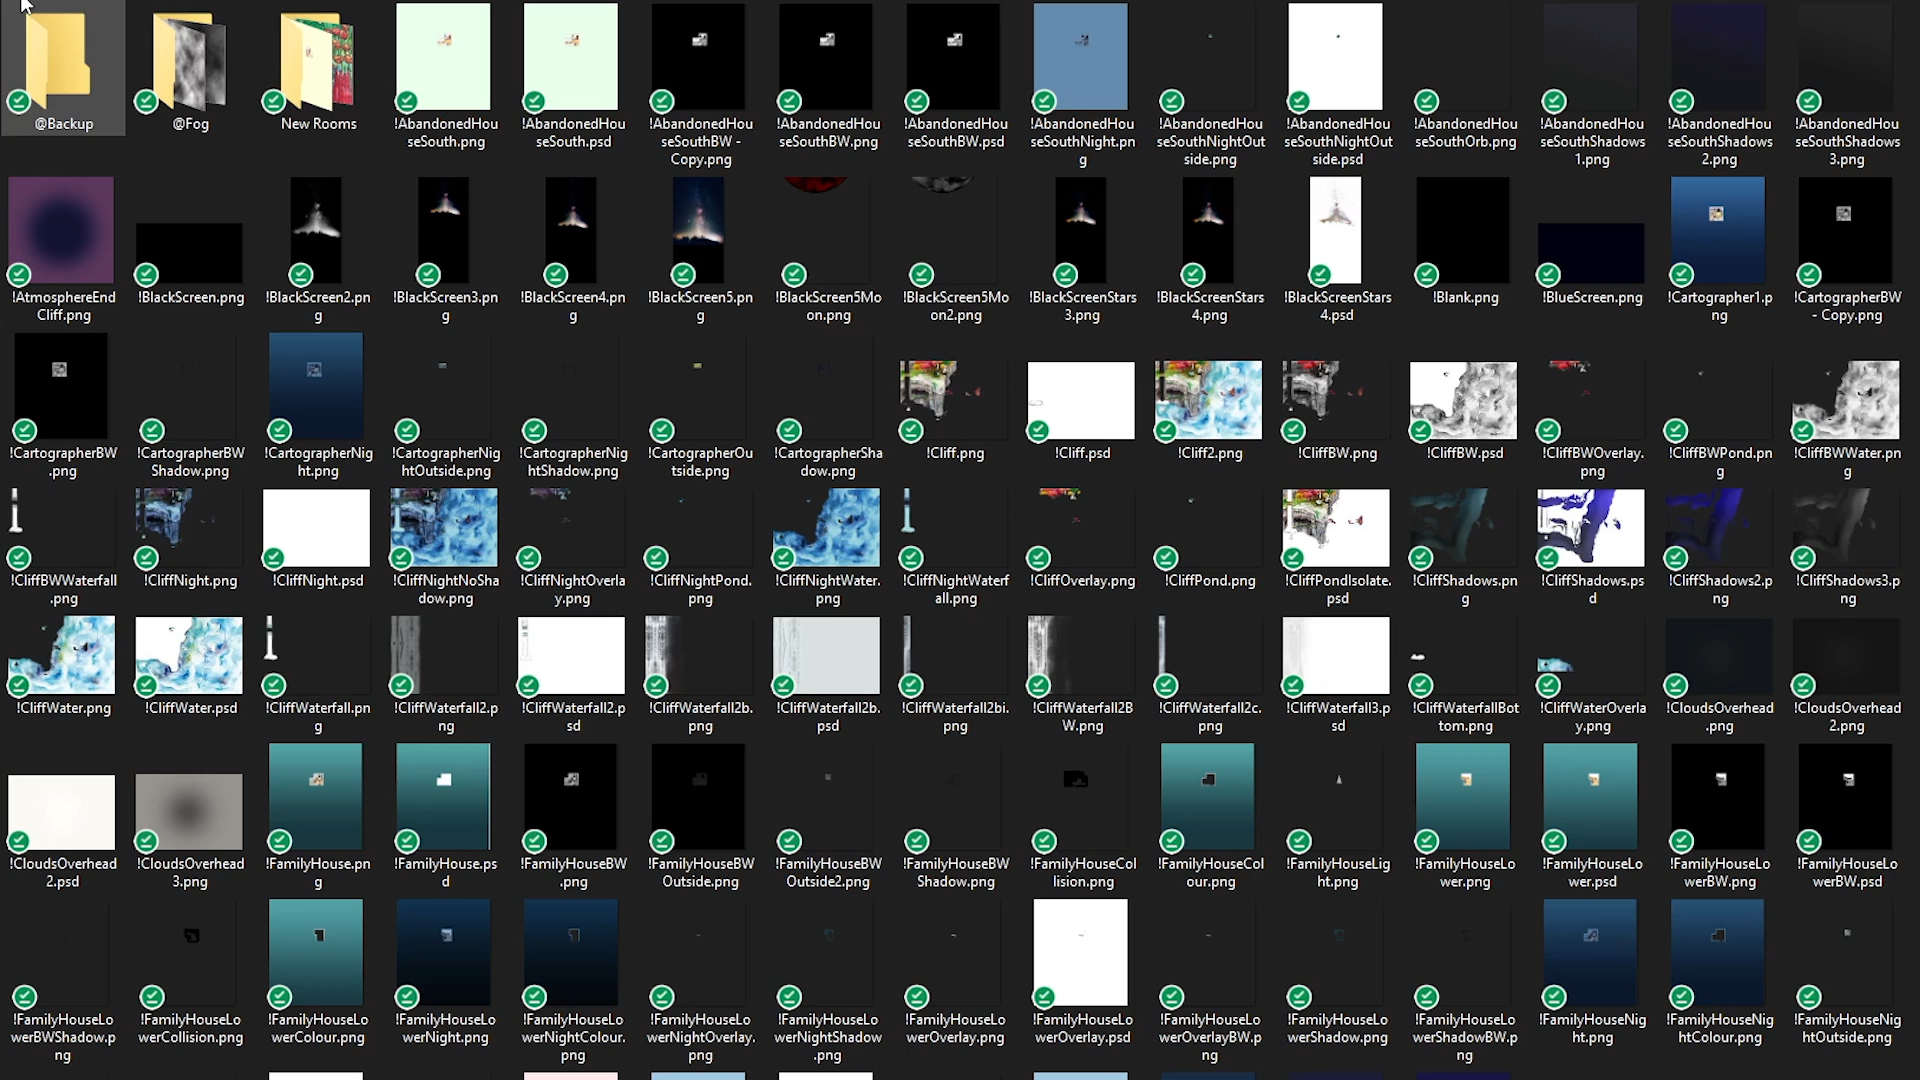 @Backup
@Fog
New Rooms
!AbandonedHou
seSouth.png
!AbandonedHou
seSouth.psd
!AbandonedHou
seSouthBW -
Copy.png
!AbandonedHou
seSouthBW.png
!AbandonedHou
seSouthBW.psd
!AbandonedHou
seSouthNight.pn
g
!AbandonedHou
seSouthNightOut
side.png
!AbandonedHou
seSouthNightOut
side.psd
!AbandonedHou
seSouthOrb.png
!AbandonedHou
seSouthShadows
1.png
!AbandonedHou
seSouthShadows
2.png
!AbandonedHou
seSouthShadows
3.png
!AtmosphereEnd
Cliff.png
!BlackScreen.png
!BlackScreen2.pn
g
!BlackScreen3.pn
g
!BlackScreen4.pn
g
!BlackScreen5.pn
g
!BlackScreen5Mo
on.png
!BlackScreen5Mo
on2.png
!BlackScreenStars
3.png
!BlackScreenStars
4.png
!BlackScreenStars
4.psd
!Blank.png
!BlueScreen.png
!Cartographer1.p
ng
!CartographerBW
- Copy.png
!CartographerBW
.png
!CartographerBW
Shadow.png
!CartographerNig
ht.png
!CartographerNig
htOutside.png
!CartographerNig
htShadow.png
!CartographerOu
tside.png
!CartographerSha
dow.png
!Cliff.png
!Cliff.psd
!Cliff2.png
!CliffBW.png
!CliffBW.psd
!CliffBWOverlay.
png
!CliffBWPond.pn
g
!CliffBWWater.pn
g
!CliffBWWaterfall
.png
!CliffNight.png
!CliffNight.psd
!CliffNightNoSha
dow.png
!CliffNightOverla
y.png
!CliffNightPond.
png
!CliffNightWater.
png
!CliffNightWaterf
all.png
!CliffOverlay.png
!CliffPond.png
!CliffPondIsolate.
psd
!CliffShadows.pn
g
!CliffShadows.ps
d
!CliffShadows2.p
ng
!CliffShadows3.p
ng
!CliffWater.png
!CliffWater.psd
!CliffWaterfall.pn
g
!CliffWaterfall2.p
ng
!CliffWaterfall2.p
sd
!CliffWaterfall2b.
png
!CliffWaterfall2b.
psd
!CliffWaterfall2bi.
png
!CliffWaterfall2B
W.png
!CliffWaterfall2c.
png
!CliffWaterfall3.p
sd
!CliffWaterfallBot
tom.png
!CliffWaterOverla
y.png
!CloudsOverhead
.png
!CloudsOverhead
2.png
!CloudsOverhead
2.psd
!CloudsOverhead
3.png
!FamilyHouse.pn
g
!FamilyHouse.ps
d
!FamilyHouseBW
.png
!FamilyHouseBW
Outside.png
!FamilyHouseBW
Outside2.png
!FamilyHouseBW
Shadow.png
!FamilyHouseCol
lision.png
!FamilyHouseCol
our.png
!FamilyHouseLig
ht.png
!FamilyHouseLo
wer.png
!FamilyHouseLo
wer.psd
!FamilyHouseLo
werBW.png
!FamilyHouseLo
werBW.psd
!FamilyHouseLo
werBWShadow.p
ng
!FamilyHouseLo
werCollision.png
!FamilyHouseLo
werColour.png
!FamilyHouseLo
werNight.png
!FamilyHouseLo
werNightColour.
png
!FamilyHouseLo
werNightOverlay.
png
!FamilyHouseLo
werNightShadow
.png
!FamilyHouseLo
werOverlay.png
!FamilyHouseLo
werOverlay.psd
!FamilyHouseLo
werOverlayBW.p
ng
!FamilyHouseLo
werShadow.png
!FamilyHouseLo
werShadowBW.p
ng
!FamilyHouseNig
ht.png
!FamilyHouseNig
htColour.png
!FamilyHouseNig
htOutside.png